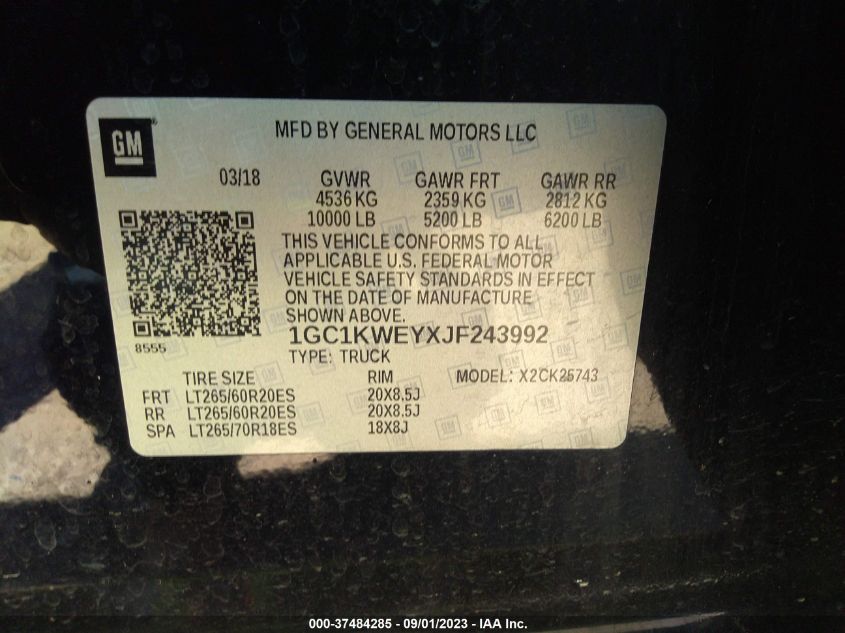 GM
MFD BY GENERAL MOTORS LLC
03/18 GVWR GAWR FRT GAWR RR
4536 KG 2359 KG 2812 KG
10000 LB 5200 LB 6200 LB
THIS VEHICLE CONFORMS TO ALL
APPLICABLE U.S. FEDERAL MOTOR
VEHICLE SAFETY STANDARDS IN EFFECT
ON THE DATE OF MANUFACTURE
SHOWN ABOVE.
1GC1KWEYXJF243992
8555
TYPE: TRUCK
TIRE SIZE RIM MODEL: X2CK25743
FRT LT265/60R20ES 20X8.5J
RR LT265/60R20ES 20X8.5J
SPA LT265/70R18ES 18X8J
000-37484285 - 09/01/2023 - IAA Inc.